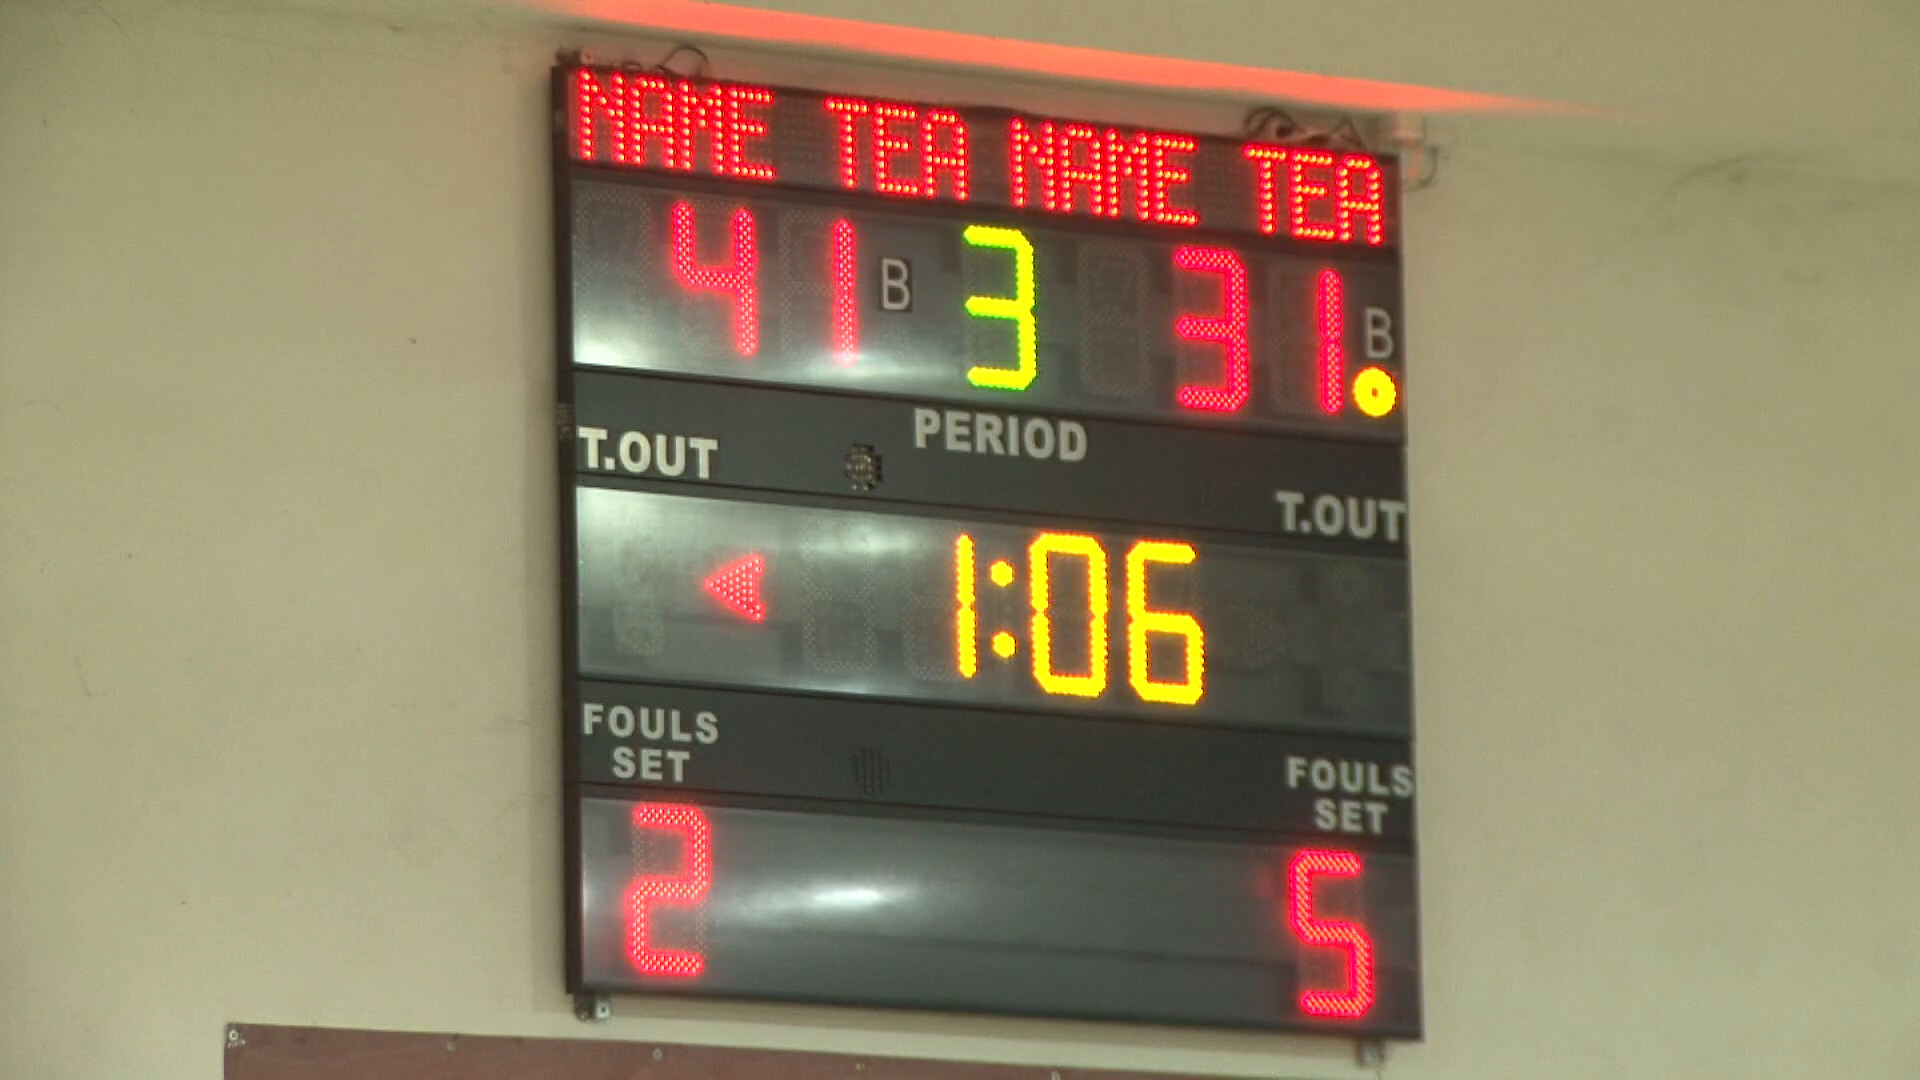 NAME TEA NAME TEA
41 B 3 31 B
PERIOD
T.OUT T.OUT
1:06
FOULS SET FOULS SET
2 5